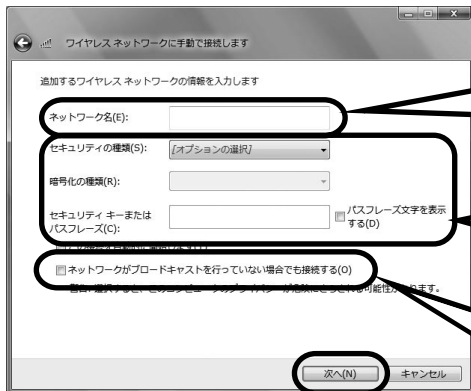 ワイヤレス ネットワークに手動で接続します
追加するワイヤレス ネットワークの情報を入力します
ネットワーク名(E):
セキュリティの種類(S):
[オプションの選択]
暗号化の種類(R):
セキュリティ キーまたは
パスフレーズ(C):
パスフレーズ文字を表示
する(D)
ネットワークがブロードキャストを行っていない場合でも接続する(O)
次へ(N)
キャンセル